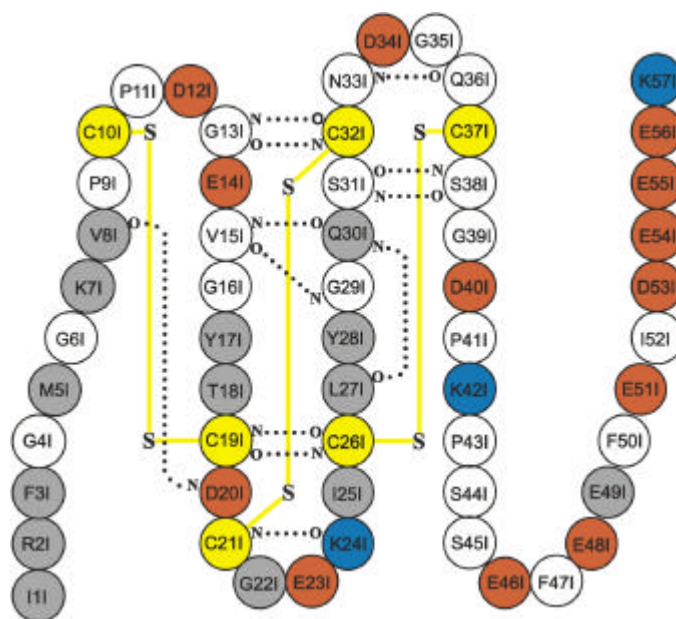 I1I
R2I
F3I
G4I
M5I
G6I
K7I
V8I
O
P9I
C10I
S
S
P11I
D12I
G13I
N O
O N
E14I
V15I
N O
O N
G16I
Y17I
T18I
C19I
N O
O N
D20I
N
C21I
S
S
N O
G22I
E23I
K24I
I25I
C26I
S
S
L27I
O
Y28I
G29I
Q30I
N
S31I
O N
N O
C32I
N33I
N O
D34I
G35I
Q36I
C37I
S38I
G39I
D40I
P41I
K42I
P43I
S44I
S45I
E46I
F47I
E48I
E49I
F50I
E51I
I52I
D53I
E54I
E55I
E56I
K57I